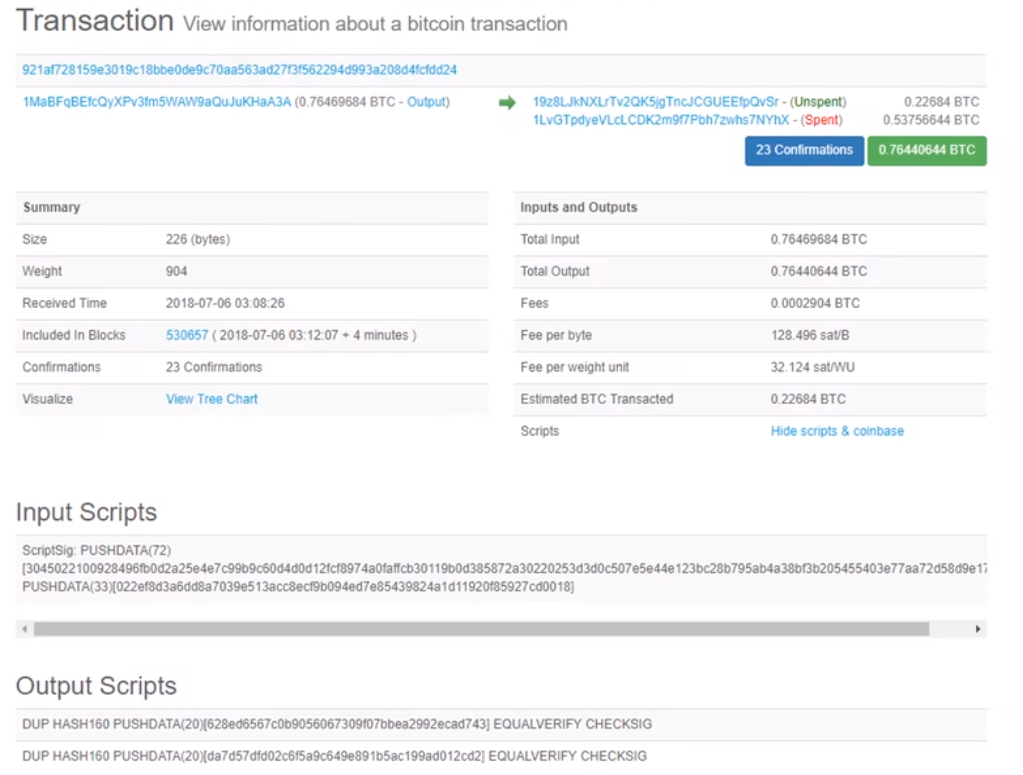 Transaction View information about a bitcoin transaction
921af728159e3019c18bbe0de9c70aa563ad27f3f562294d993a208d4fcfdd24
1MaBFqBEfcQyXPv3fm5WAW9aQuJuKHaA3A (0.76469684 BTC - Output)
19z8LJkNXLrTv2QK5jgTncJCGUEEfpQvSr - (Unspent) 0.22684 BTC
1LvGTpdyeVLcLCDK2m9f7Pbh7zwhs7NYhX - (Spent) 0.53756644 BTC
23 Confirmations 0.76440644 BTC
Summary
Size 226 (bytes)
Weight 904
Received Time 2018-07-06 03:08:26
Included In Blocks 530657 ( 2018-07-06 03:12:07 + 4 minutes )
Confirmations 23 Confirmations
Visualize View Tree Chart
Inputs and Outputs
Total Input 0.76469684 BTC
Total Output 0.76440644 BTC
Fees 0.0002904 BTC
Fee per byte 128.496 sat/B
Fee per weight unit 32.124 sat/WU
Estimated BTC Transacted 0.22684 BTC
Scripts Hide scripts & coinbase
Input Scripts
ScriptSig: PUSHDATA(72)
[3045022100928496fb0d2a25e4e7c99b9c60d4d0d12fcf8974a0faffcb30119b0d385872a30220253d3d0c507e5e44e123bc28b795ab4a38bf3b205455403e77aa72d58d9e17
PUSHDATA(33)[022ef8d3a6dd8a7039e513acc8ecf9b094ed7e85439824a1d11920f85927cd0018]
Output Scripts
DUP HASH160 PUSHDATA(20)[628ed6567c0b9056067309f07bbea2992ecad743] EQUALVERIFY CHECKSIG
DUP HASH160 PUSHDATA(20)[da7d57dfd02c6f5a9c649e891b5ac199ad012cd2] EQUALVERIFY CHECKSIG